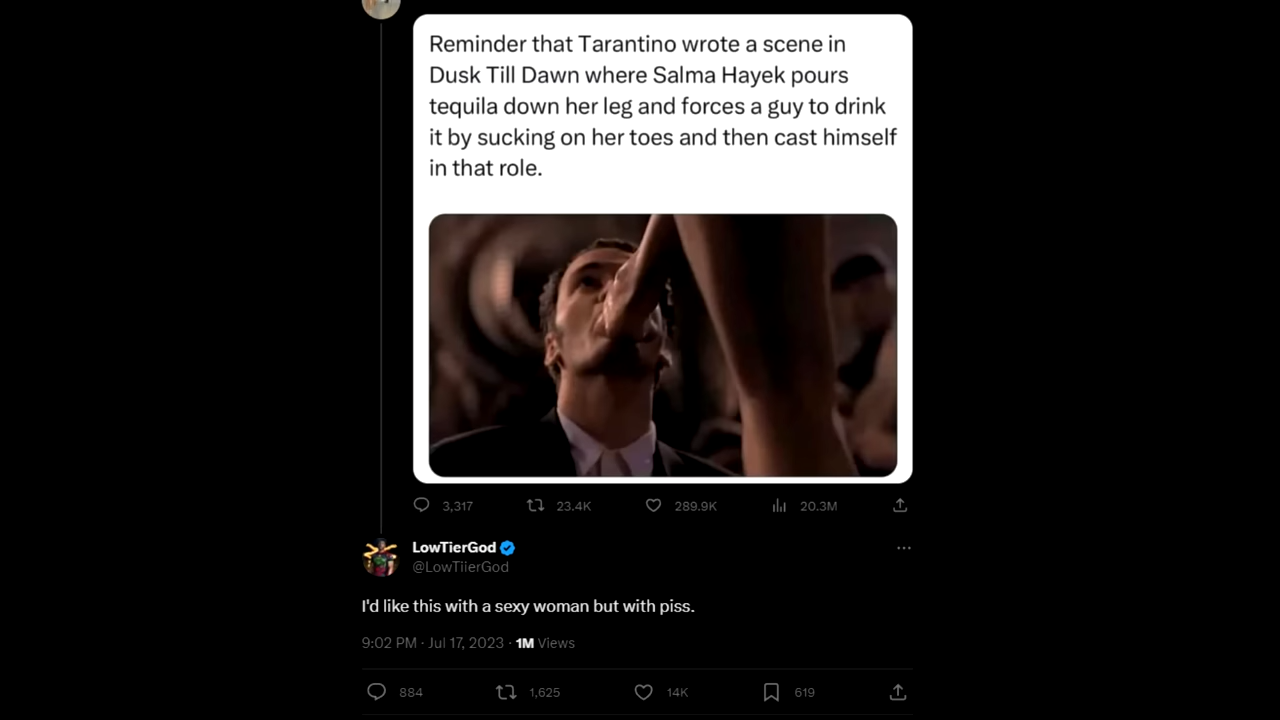 Reminder that Tarantino wrote a scene in
Dusk Till Dawn where Salma Hayek pours
tequila down her leg and forces a guy to drink
it by sucking on her toes and then cast himself
in that role.
3,317 23.4K 289.9K 20.3M
LowTierGod
@LowTiierGod
I'd like this with a sexy woman but with piss.
9:02 PM · Jul 17, 2023 · 1M Views
884 1,625 14K 619